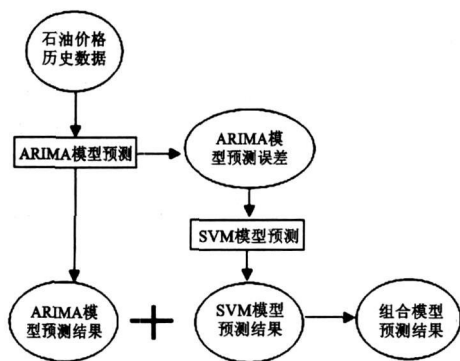 石油价格
历史数据
ARIMA模型预测
ARIMA模
型预测误差
SVM模型预测
ARIMA模
型预测结果
+
SVM模型
预测结果
组合模型
预测结果